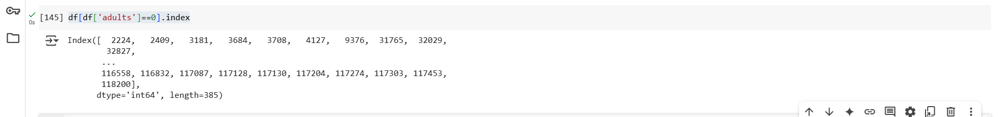 [145] df[df['adults']==0].index
0s
Index([  2224,   2409,   3181,   3684,   3708,   4127,   9376,  31765,  32029,
        32827,
       ...
       116558, 116832, 117087, 117128, 117130, 117204, 117274, 117303, 117453,
       118200],
      dtype='int64', length=385)